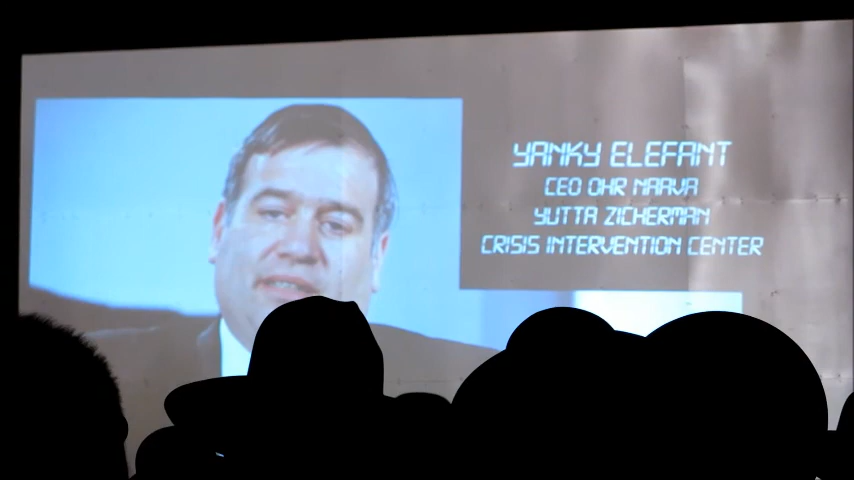 YANKY ELEFANT
CEO OHR NAAVA
YUTTA ZICHERMAN
CRISIS INTERVENTION CENTER